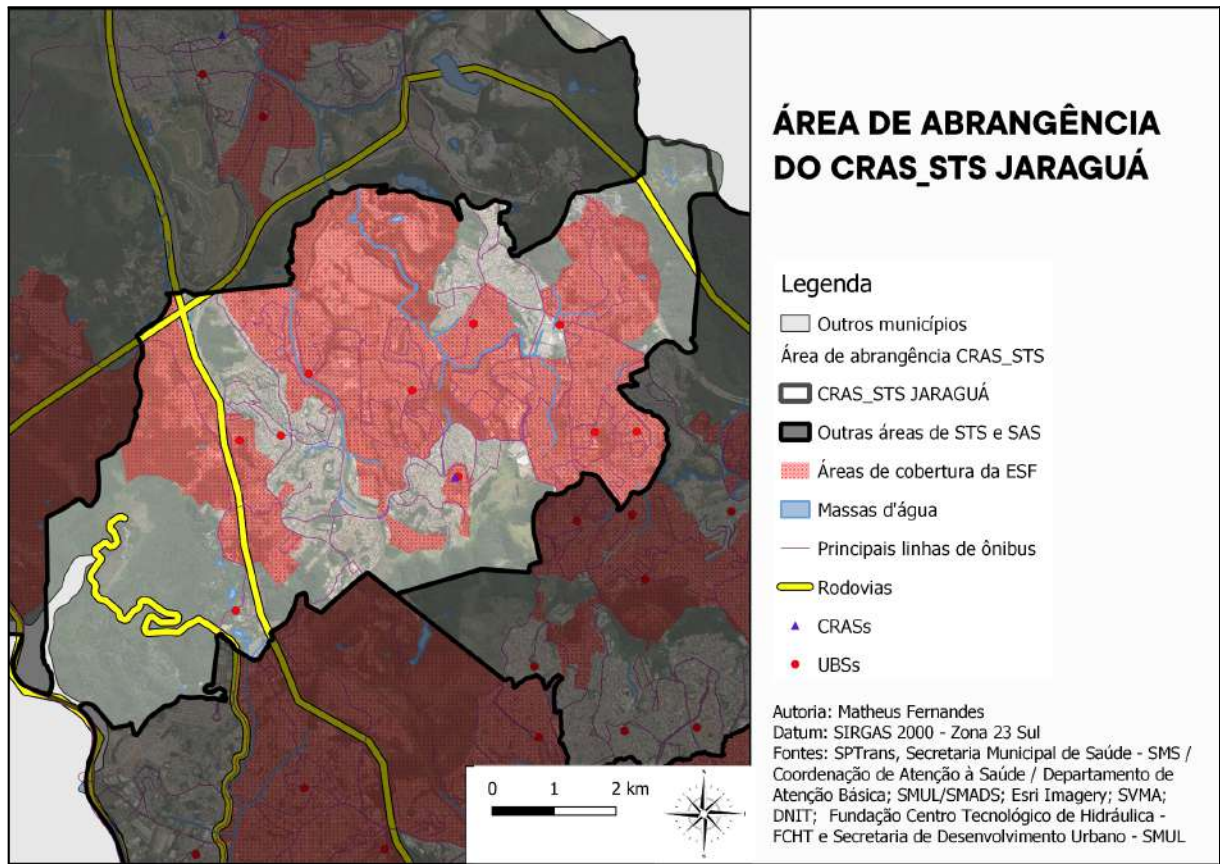 ÁREA DE ABRANGÊNCIA
DO CRAS_STS JARAGUÁ
Legenda
Outros municípios
Área de abrangência CRAS_STS
CRAS_STS JARAGUÁ
Outras áreas de STS e SAS
Áreas de cobertura da ESF
Massas d'água
Principais linhas de ônibus
Rodovias
CRASs
UBSs
Autoria: Matheus Fernandes
Datum: SIRGAS 2000 - Zona 23 Sul
Fontes: SPTrans, Secretaria Municipal de Saúde - SMS /
Coordenação de Atenção à Saúde / Departamento de
Atenção Básica; SMUL/SMADS; Esri Imagery; SVMA;
DNIT; Fundação Centro Tecnológico de Hidráulica -
FCHT e Secretaria de Desenvolvimento Urbano - SMUL
0 1 2 km